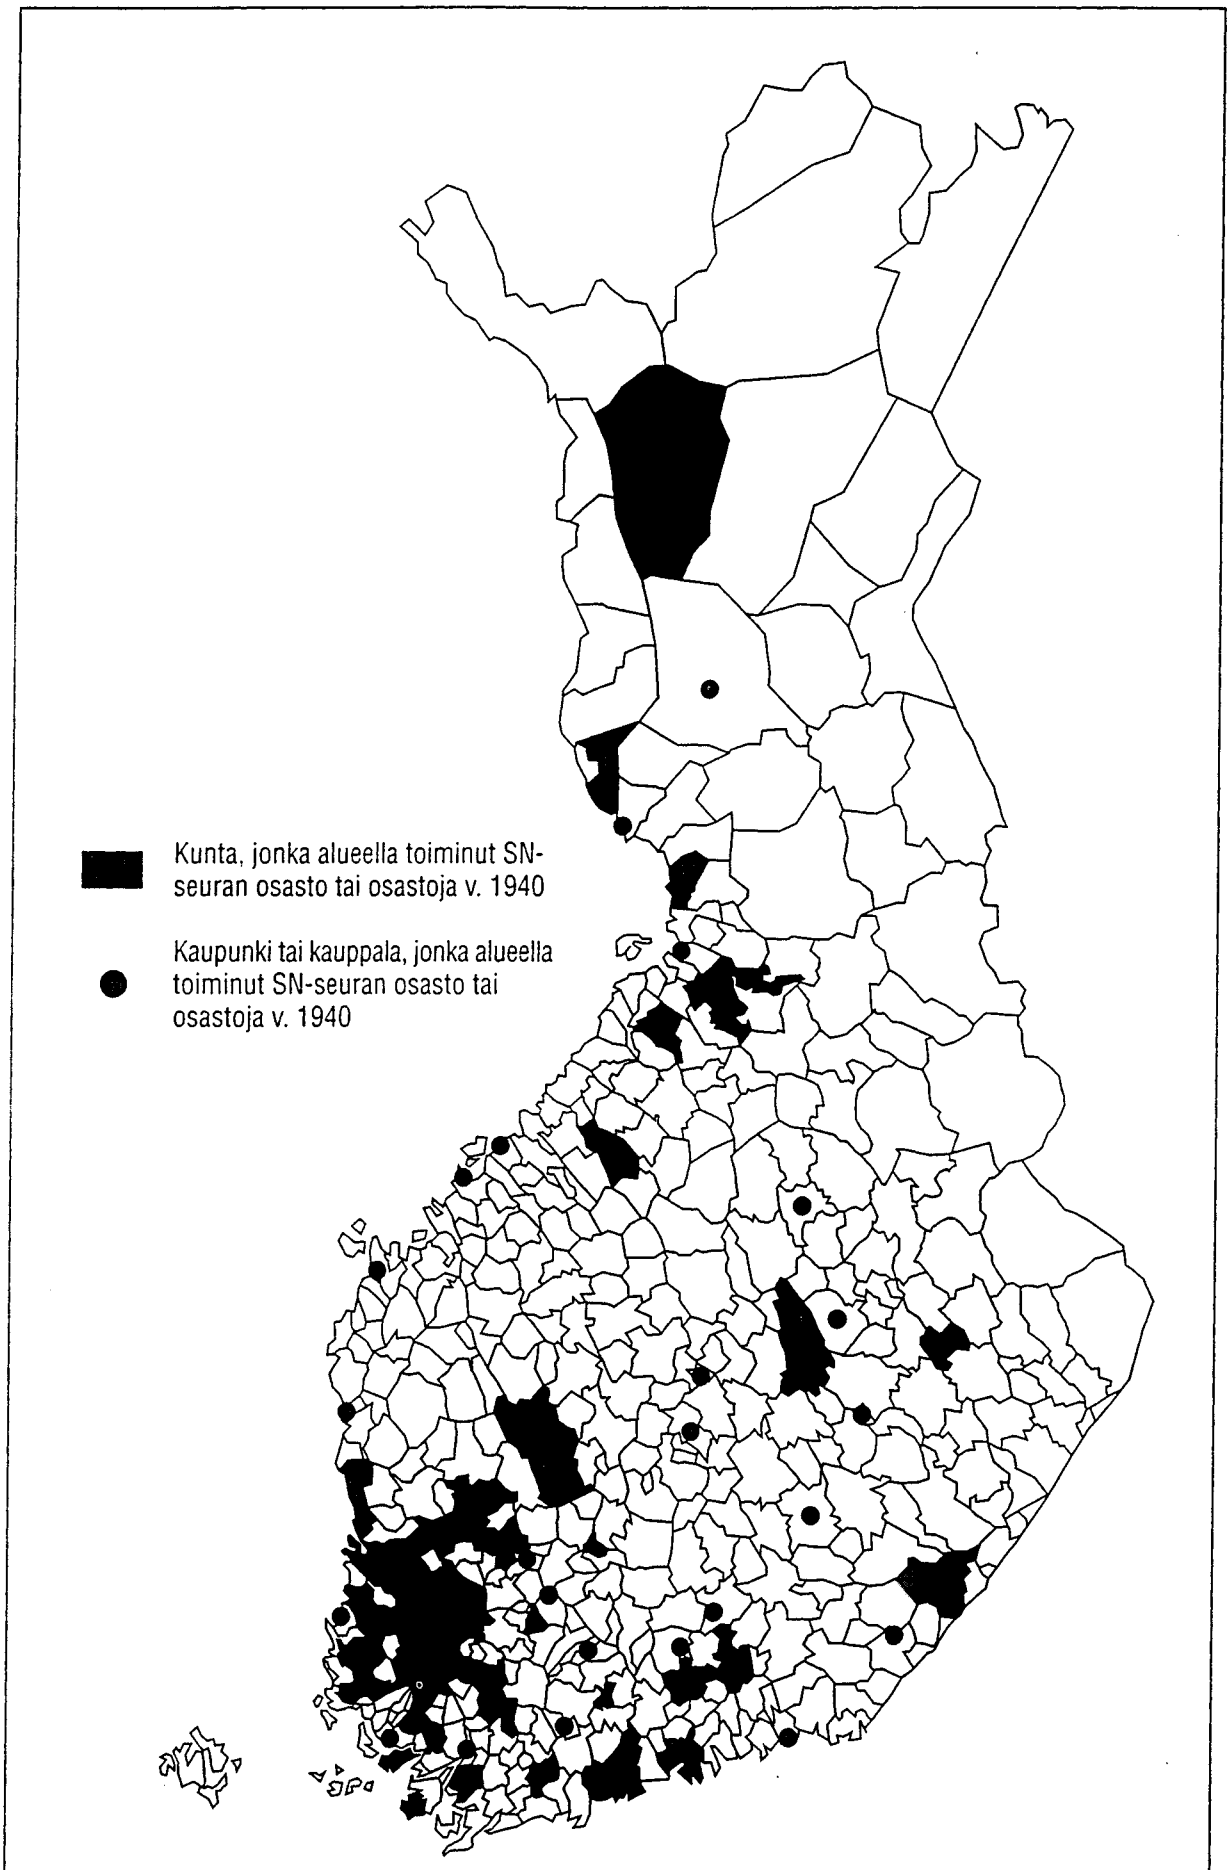 Kunta, jonka alueella toiminut SN-
seuran osasto tai osastoja v. 1940
Kaupunki tai kauppala, jonka alueella
toiminut SN-seuran osasto tai
osastoja v. 1940